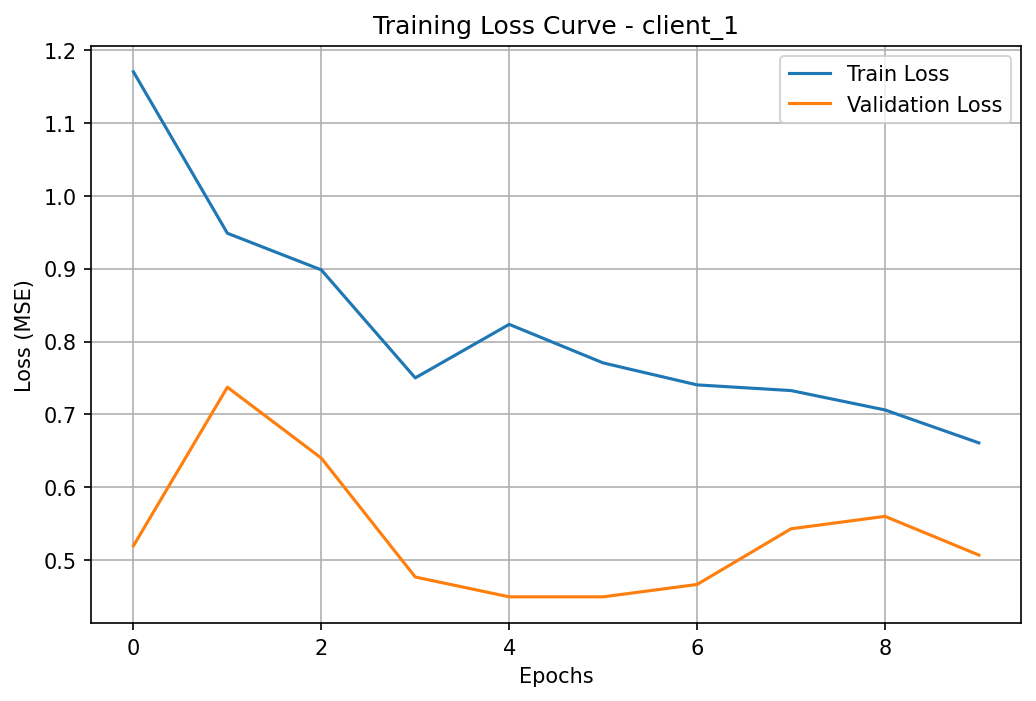 Training Loss Curve - client_1
Train Loss
Validation Loss
Loss (MSE)
1.2
1.1
1.0
0.9
0.8
0.7
0.6
0.5
0
2
4
6
8
Epochs